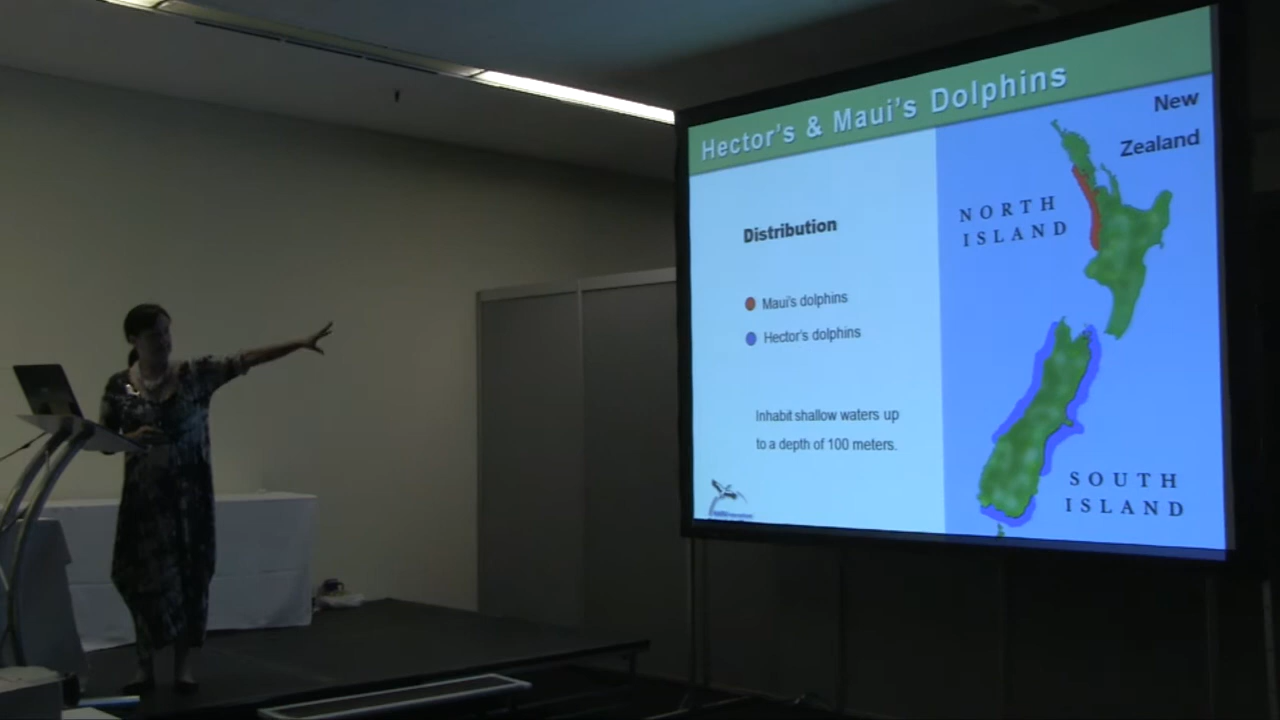 Hector's & Maui's Dolphins
New
Zealand
NORTH
ISLAND
Distribution
Maui's dolphins
Hector's dolphins
Inhabit shallow waters up
to a depth of 100 meters.
SOUTH
ISLAND